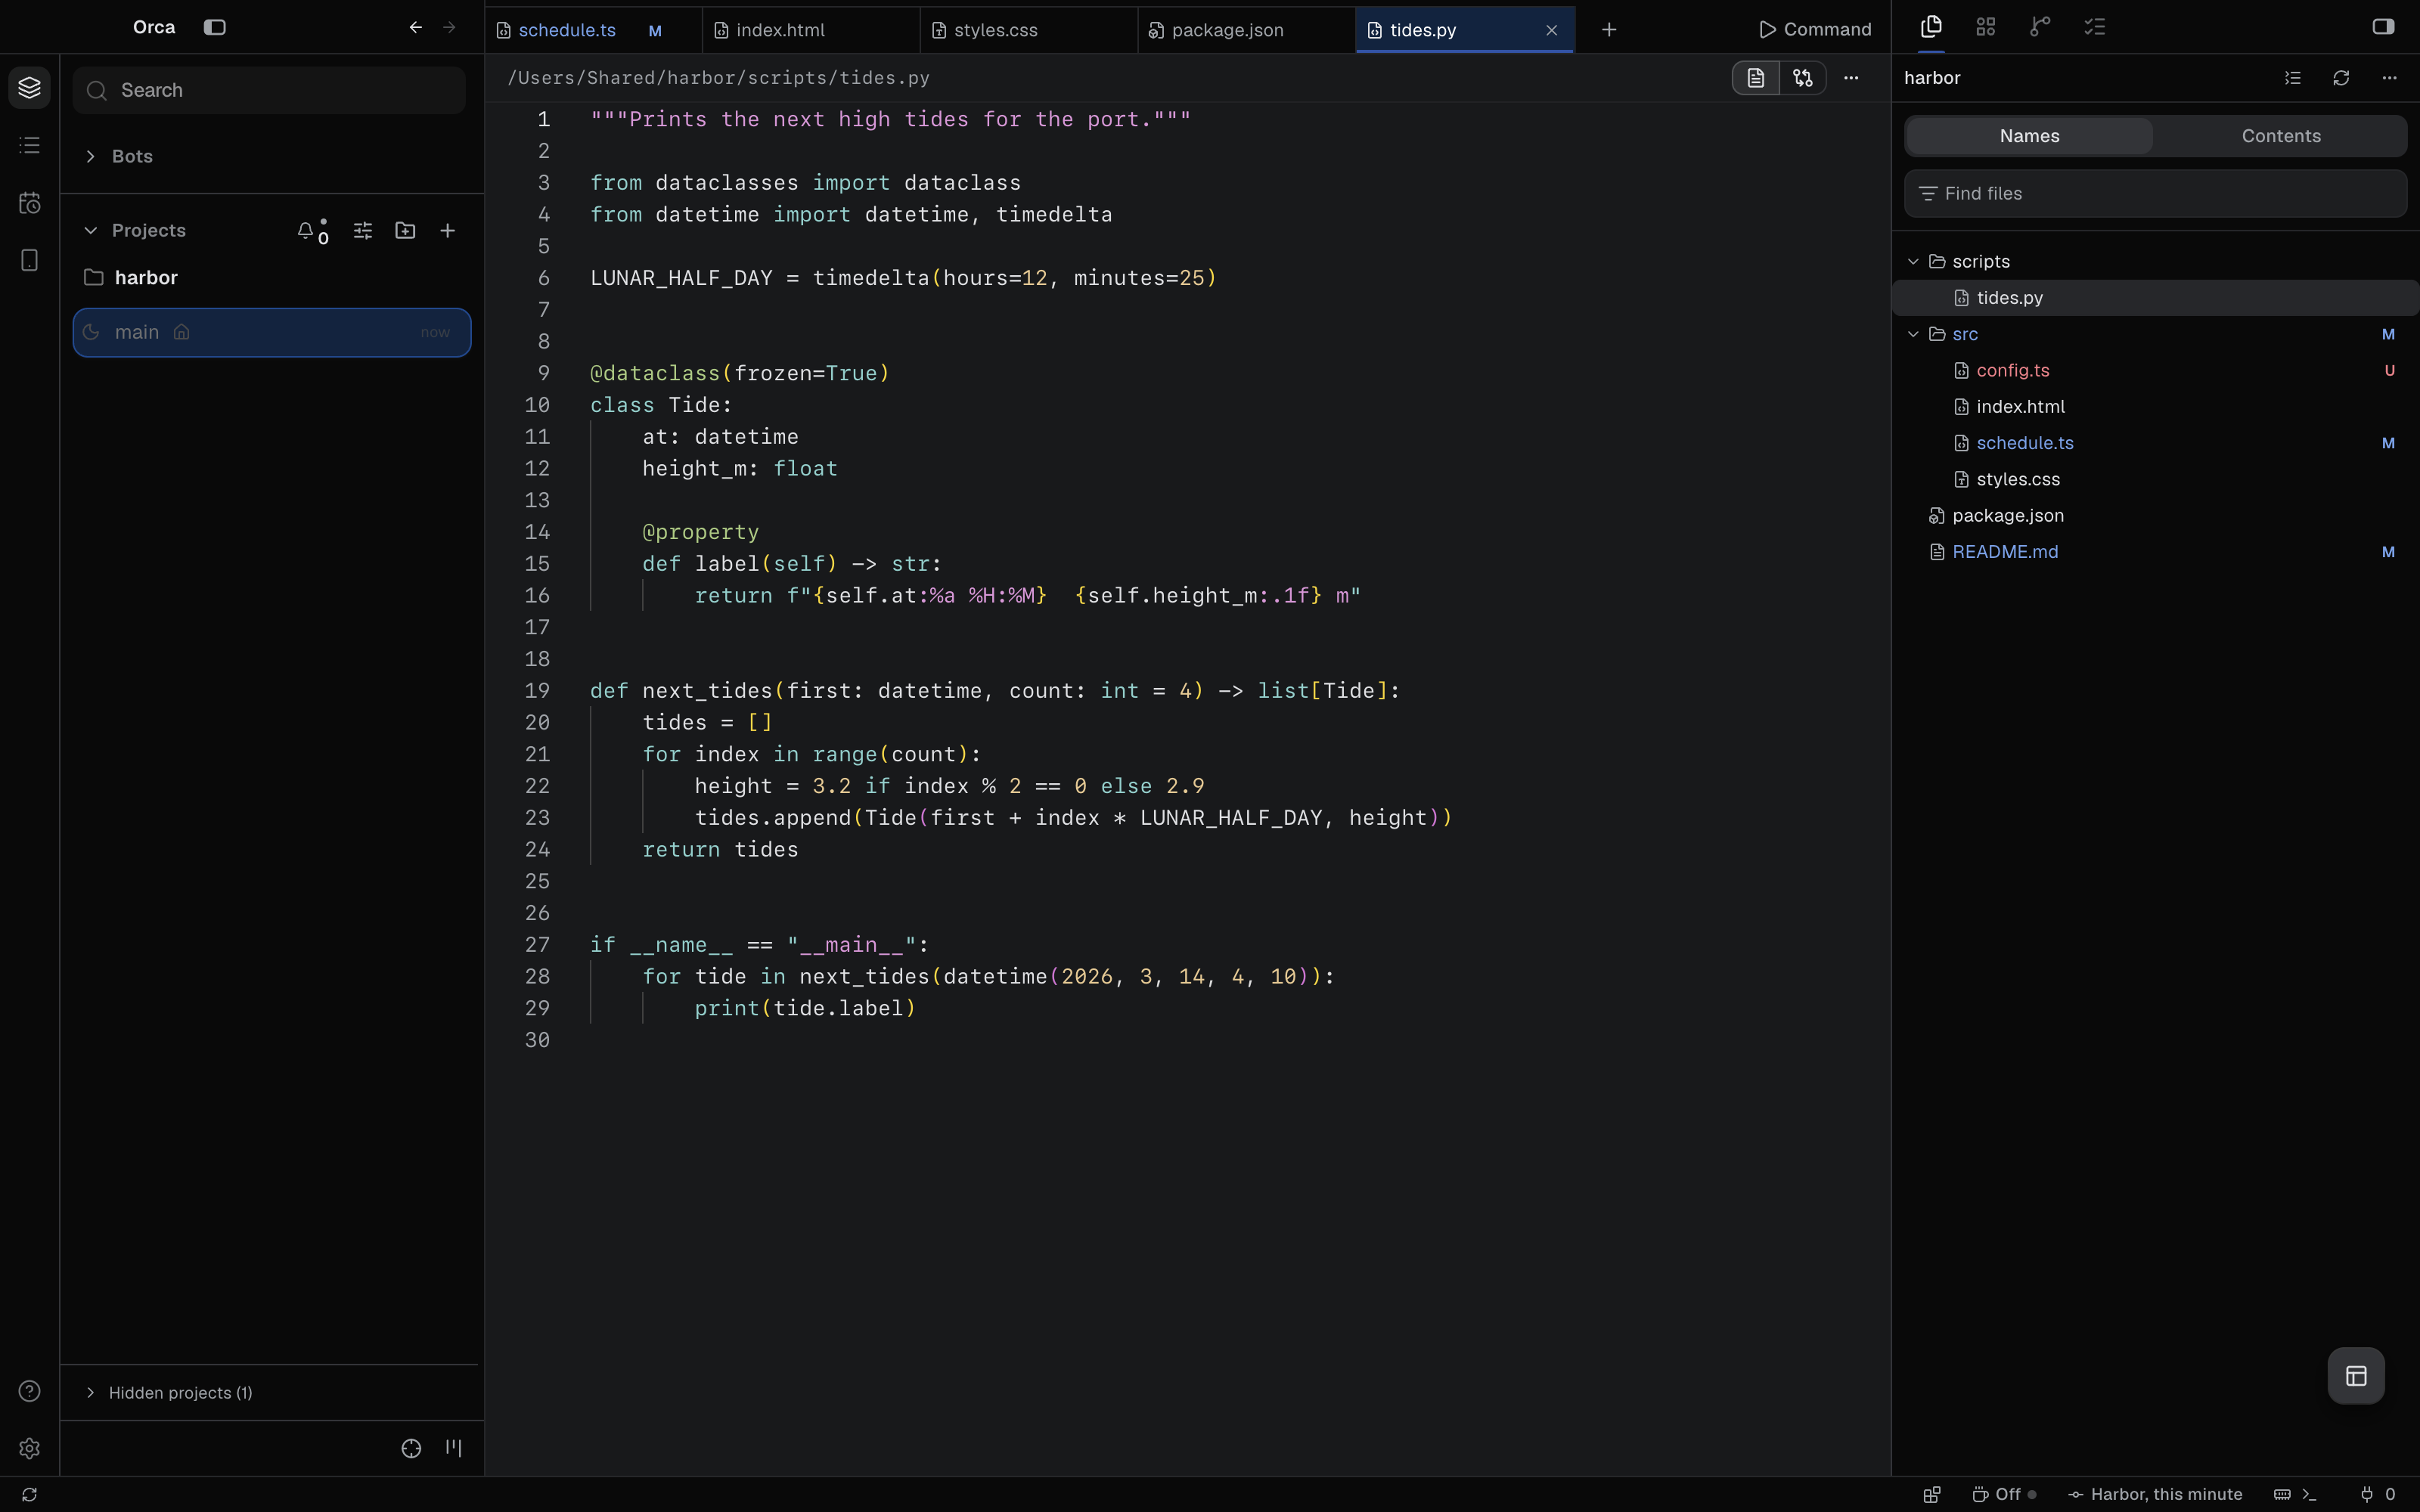 Orca
schedule.ts M
index.html
styles.css
package.json
tides.py
Command
Search
Bots
Projects
0
harbor
main
now
Hidden projects (1)
/Users/Shared/harbor/scripts/tides.py
1 """Prints the next high tides for the port."""
2
3 from dataclasses import dataclass
4 from datetime import datetime, timedelta
5
6 LUNAR_HALF_DAY = timedelta(hours=12, minutes=25)
7
8
9 @dataclass(frozen=True)
10 class Tide:
11     at: datetime
12     height_m: float
13
14     @property
15     def label(self) -> str:
16         return f"{self.at:%a %H:%M}  {self.height_m:.1f} m"
17
18
19 def next_tides(first: datetime, count: int = 4) -> list[Tide]:
20     tides = []
21     for index in range(count):
22         height = 3.2 if index % 2 == 0 else 2.9
23         tides.append(Tide(first + index * LUNAR_HALF_DAY, height))
24     return tides
25
26
27 if __name__ == "__main__":
28     for tide in next_tides(datetime(2026, 3, 14, 4, 10)):
29         print(tide.label)
30
harbor
Names
Contents
Find files
scripts
tides.py
src M
config.ts U
index.html
schedule.ts M
styles.css
package.json
README.md M
Off
Harbor, this minute
0